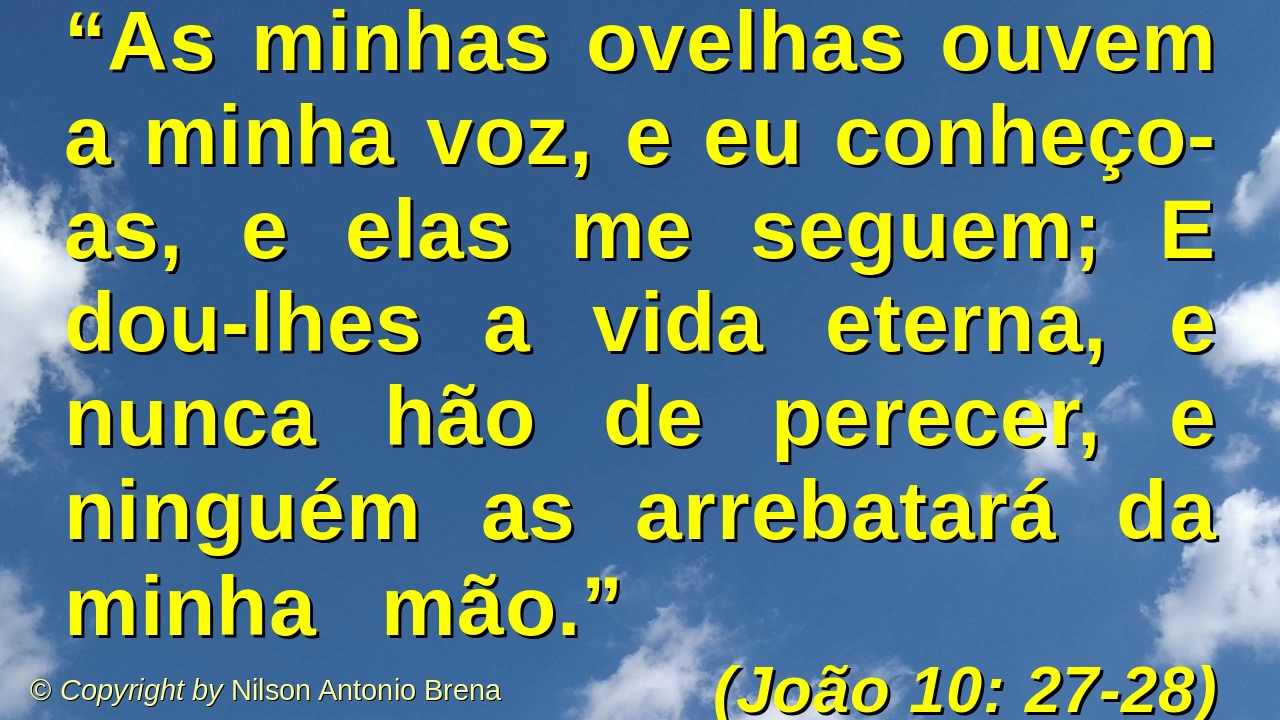 “As minhas ovelhas ouvem
a minha voz, e eu conheço-
as, e elas me seguem; E
dou-lhes a vida eterna, e
nunca hão de perecer, e
ninguém as arrebatará da
minha mão.”
(João 10: 27-28)
© Copyright by Nilson Antonio Brena